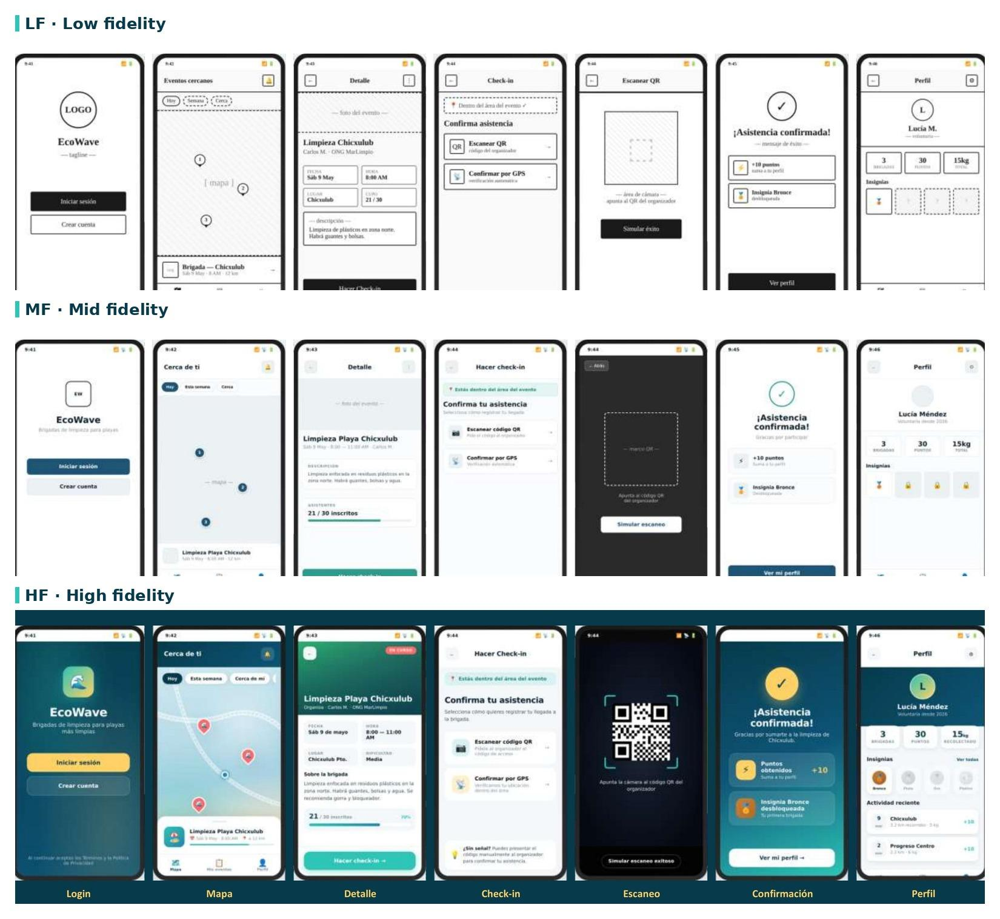 LF · Low fidelity
9:41
LOGO
EcoWave
— tagline —
Iniciar sesión
Crear cuenta
9:42
Eventos cercanos
Hoy
Semana
Cerca
1
[ mapa ]
2
3
Brigada — Chicxulub
Sáb 9 May · 8 AM · 12 km
→
9:43
←
Detalle
⋮
— foto del evento —
Limpieza Chicxulub
Carlos M. · ONG MarLimpio
FECHA
Sáb 9 May
HORA
8:00 AM
LUGAR
Chicxulub
CUPO
21 / 30
— descripción —
Limpieza de plásticos en zona norte.
Habrá guantes y bolsas.
Hacer Check-in
9:44
←
Check-in
Dentro del área del evento ✓
Confirma asistencia
QR
Escanear QR
código del organizador
→
Confirmar por GPS
verificación automática
→
9:44
←
Escanear QR
— área de cámara —
apunta al QR del organizador
Simular éxito
9:45
✓
¡Asistencia confirmada!
— mensaje de éxito —
+10 puntos
suma a tu perfil
Insignia Bronce
desbloqueada
Ver perfil
9:46
←
Perfil
L
Lucía M.
— voluntaria —
3
BRIGADAS
30
PUNTOS
15kg
TOTAL
Insignias
?
?
?
MF · Mid fidelity
9:41
EW
EcoWave
Brigadas de limpieza para playas
Iniciar sesión
Crear cuenta
9:42
Cerca de ti
Hoy
Esta semana
Cerca
1
— mapa —
2
3
Limpieza Playa Chicxulub
Sáb 9 May · 8:00 AM · 12 km
9:43
←
Detalle
⋮
— foto del evento —
Limpieza Playa Chicxulub
Sáb 9 May · 8:00 — 11:00 AM · Carlos M.
DESCRIPCIÓN
Limpieza enfocada en residuos plásticos en la
zona norte. Habrá guantes, bolsas y agua.
ASISTENTES
21 / 30 inscritos
Hacer check-in
9:44
←
Hacer check-in
Estás dentro del área del evento
Confirma tu asistencia
Selecciona cómo registrar tu llegada
Escanear código QR
Pide el código al organizador
→
Confirmar por GPS
Verificación automática
→
9:44
← Atrás
— marco QR —
Apunta al código QR
del organizador
Simular escaneo
9:45
✓
¡Asistencia
confirmada!
Gracias por participar
+10 puntos
Suma a tu perfil
Insignia Bronce
Desbloqueada
Ver mi perfil
9:46
←
Perfil
Lucía Méndez
Voluntaria desde 2026
3
BRIGADAS
30
PUNTOS
15kg
TOTAL
Insignias
HF · High fidelity
9:41
EcoWave
Brigadas de limpieza para playas
más limpias
Iniciar sesión
Crear cuenta
Al continuar aceptas los Términos y la Política
de Privacidad
9:42
Cerca de ti
Hoy
Esta semana
Cerca de mí
Limpieza Playa Chicxulub
Sáb 9 May · 8:00 AM · a 12 km
Mapa
Mis eventos
Perfil
9:43
←
EN CURSO
Limpieza Playa Chicxulub
Organiza · Carlos M. · ONG MarLimpio
FECHA
Sáb 9 de mayo
HORA
8:00 — 11:00
AM
LUGAR
Chicxulub Pto.
DIFICULTAD
Media
Sobre la brigada
Limpieza enfocada en residuos plásticos en la
zona norte. Habrá guantes, bolsas y agua. Se
recomienda gorra y bloqueador.
21 / 30 inscritos
70%
Hacer check-in →
9:44
←
Hacer Check-in
Estás dentro del área del evento
Confirma tu asistencia
Selecciona cómo quieres registrar tu llegada a
la brigada.
Escanear código QR
Pídele al organizador el
código de acceso
→
Confirmar por GPS
Verificamos tu ubicación
dentro del área
→
¿Sin señal? Puedes presentar el
código manualmente al organizador
para confirmar tu asistencia.
9:44
Apunta la cámara al código QR del
organizador
Simular escaneo exitoso
✓
¡Asistencia
confirmada!
Gracias por sumarte a la limpieza de
Chicxulub.
Puntos
obtenidos
Suma a tu perfil
+10
Insignia Bronce
desbloqueada
Tu primera brigada
Ver mi perfil →
9:46
←
Perfil
L
Lucía Méndez
Voluntaria desde 2026
3
BRIGADAS
30
PUNTOS
15kg
RECOLECTADO
Insignias
Ver todas
Bronce
Plata
Oro
Platino
Actividad reciente
9
Chicxulub
3.2 km recorridos · 5 kg
+10
2
Progreso Centro
2.2 km · 6 kg
+10
Login
Mapa
Detalle
Check-in
Escaneo
Confirmación
Perfil